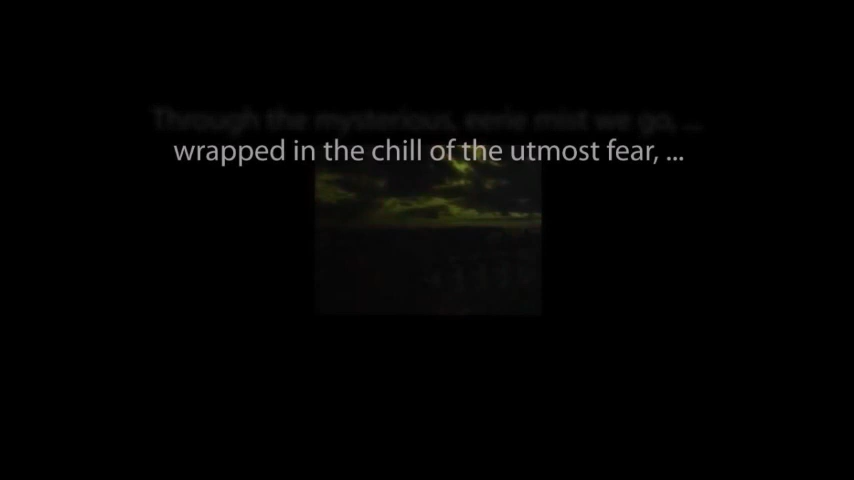 Through the mysterious, eerie mist we go, ...
wrapped in the chill of the utmost fear, ...